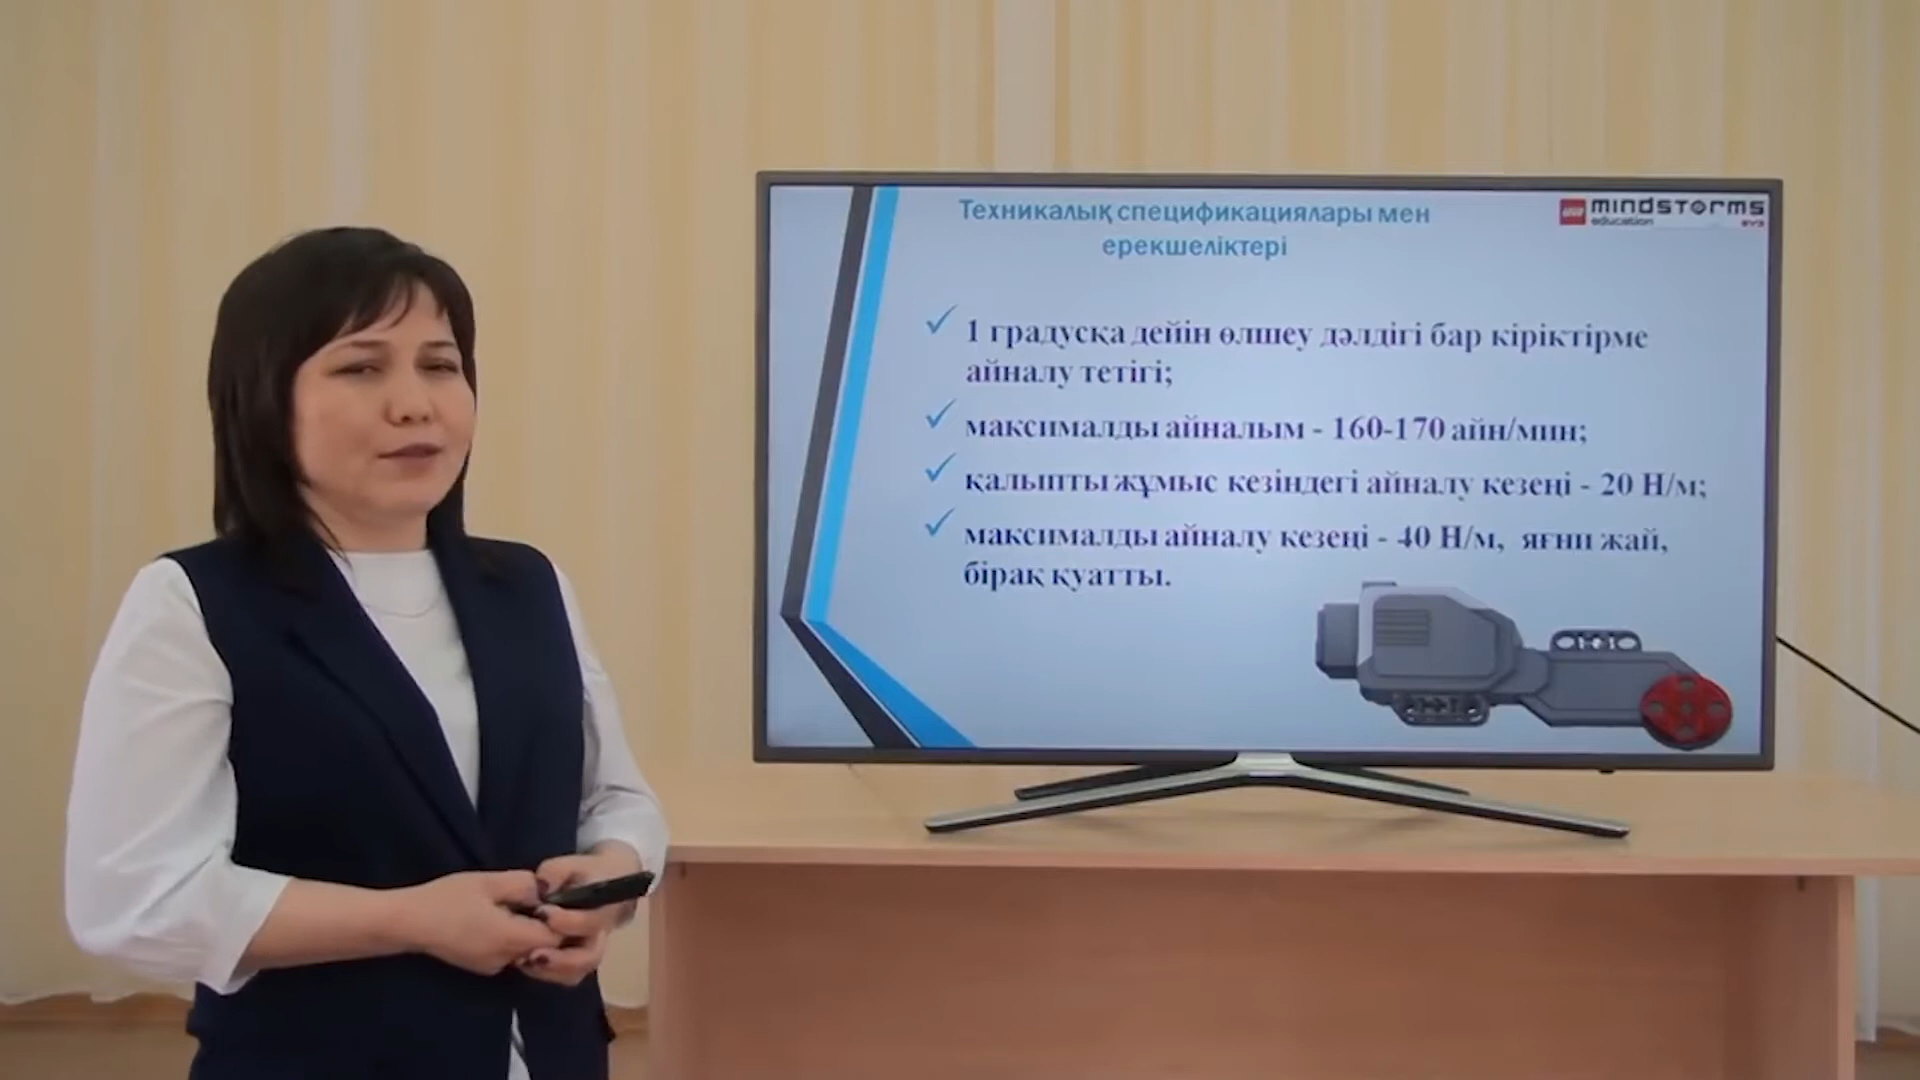 Техникалық спецификациялары мен
ерекшеліктері
mindstorms
education
EV3
1 градусқа дейін өлшеу дәлдігі бар кіріктірме
айналу тетігі;
максималды айналым - 160-170 айн/мин;
қалыпты жұмыс кезіндегі айналу кезеңі - 20 Н/м;
максималды айналу кезеңі - 40 Н/м, яғни жай,
бірақ қуатты.